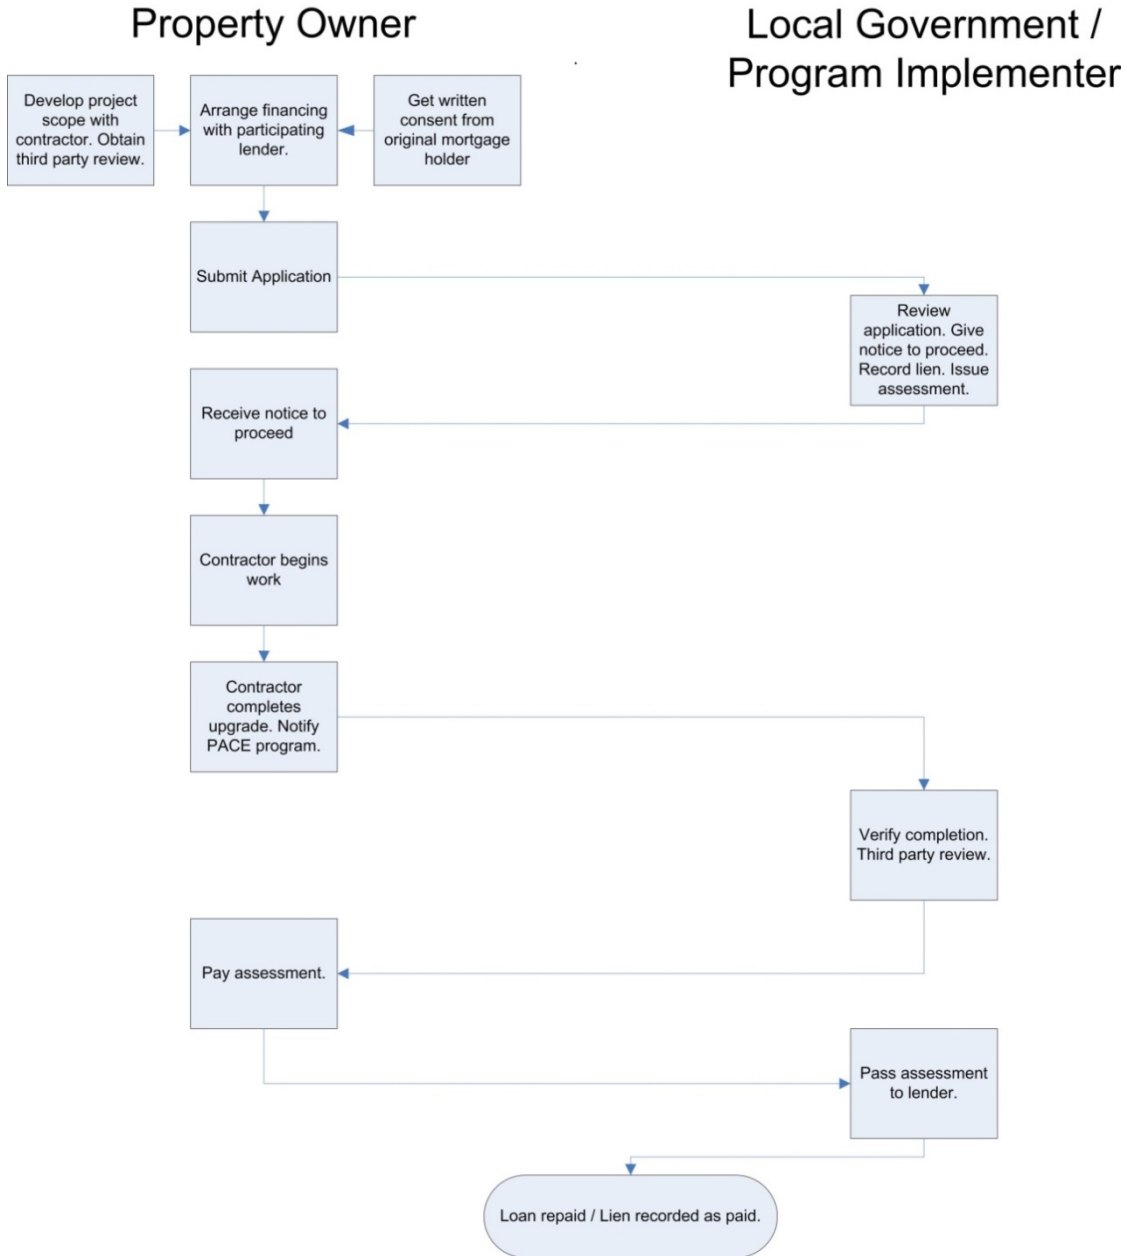 Property Owner
Local Government /
Program Implementer
Develop project
scope with
contractor. Obtain
third party review.
Arrange financing
with participating
lender.
Get written
consent from
original mortgage
holder
Submit Application
Review
application. Give
notice to proceed.
Record lien. Issue
assessment.
Receive notice to
proceed
Contractor begins
work
Contractor
completes
upgrade. Notify
PACE program.
Verify completion.
Third party review.
Pay assessment.
Pass assessment
to lender.
Loan repaid / Lien recorded as paid.